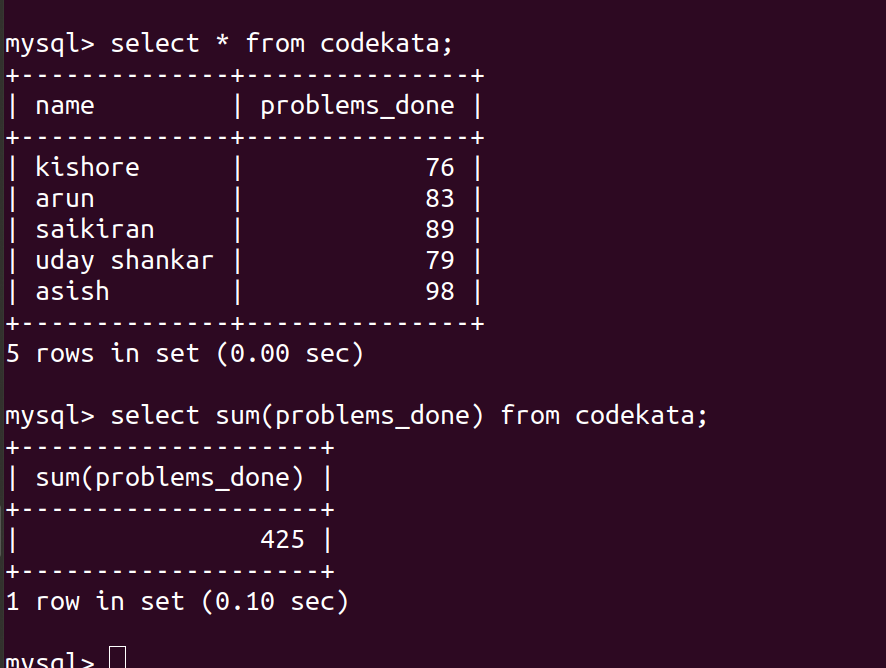 mysql> select * from codekata;
+--------------+---------------+
| name         | problems_done |
+--------------+---------------+
| kishore      |            76 |
| arun         |            83 |
| saikiran     |            89 |
| uday shankar |            79 |
| asish        |            98 |
+--------------+---------------+
5 rows in set (0.00 sec)
mysql> select sum(problems_done) from codekata;
+--------------------+
| sum(problems_done) |
+--------------------+
|                425 |
+--------------------+
1 row in set (0.10 sec)
mysql>